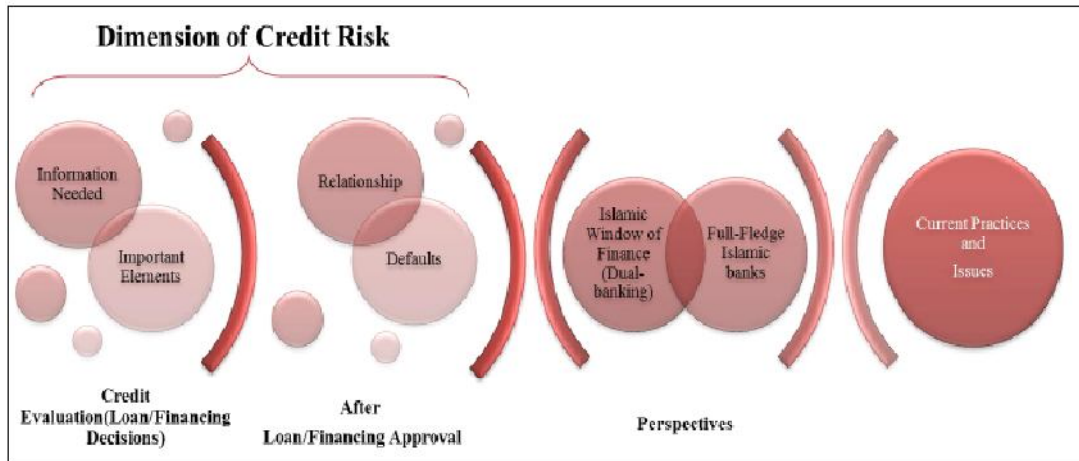 Dimension of Credit Risk
Information
Needed
Important
Elements
Relationship
Defaults
Islamic
Window of
Finance
(Dual-
banking)
Full-Fledge
Islamic
banks
Current Practices
and
Issues
Credit
Evaluation(Loan/Financing
Decisions)
After
Loan/Financing Approval
Perspectives